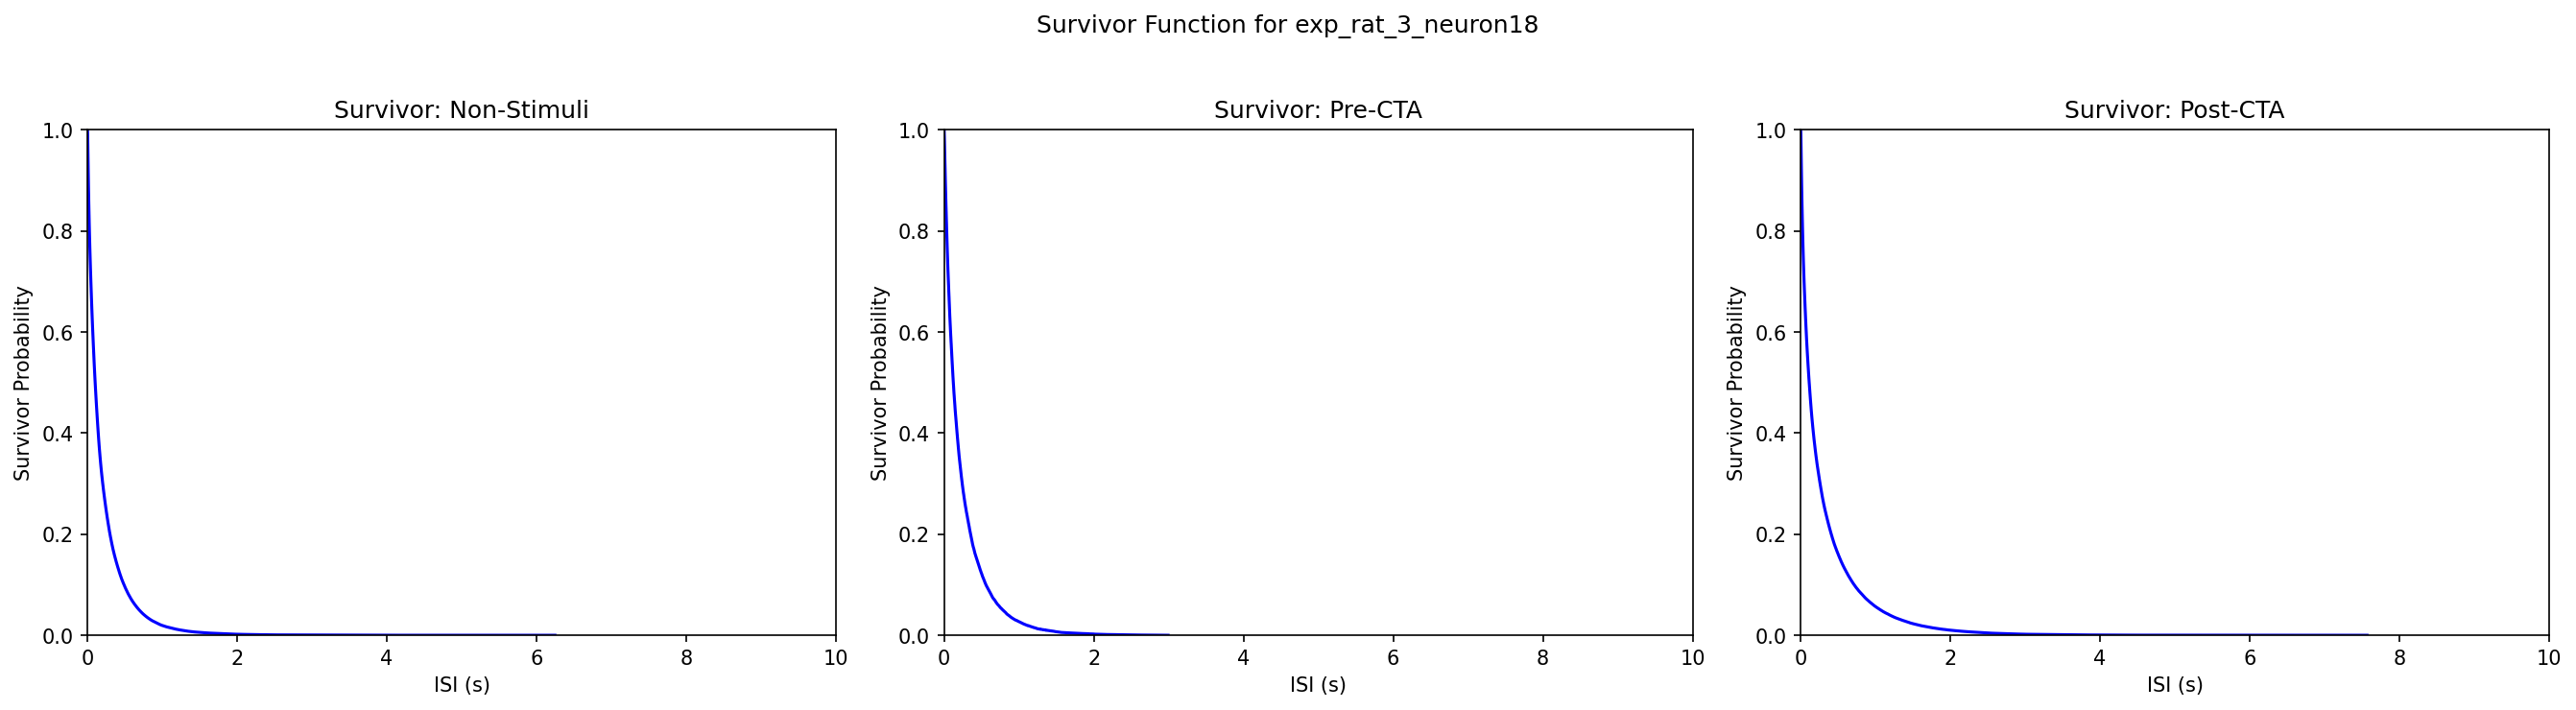 Survivor Function for exp_rat_3_neuron18
Survivor: Non-Stimuli
1.0
0.8
0.6
0.4
0.2
0.0
Survivor Probability
0 2 4 6 8 10
ISI (s)
Survivor: Pre-CTA
1.0
0.8
0.6
0.4
0.2
0.0
Survivor Probability
0 2 4 6 8 10
ISI (s)
Survivor: Post-CTA
1.0
0.8
0.6
0.4
0.2
0.0
Survivor Probability
0 2 4 6 8 10
ISI (s)